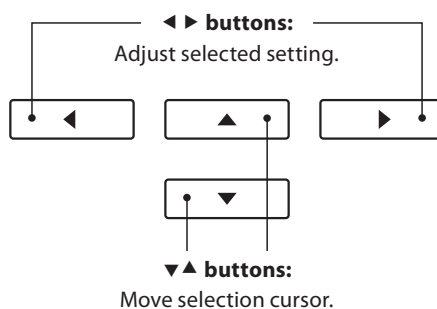 ◀ ▶ buttons:
Adjust selected setting.
◀
▲
▶
▼
▼▲ buttons:
Move selection cursor.